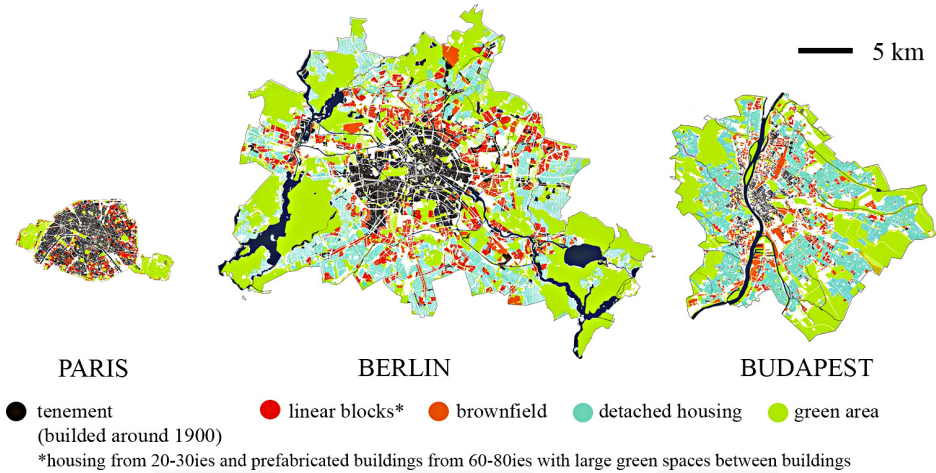 5 km
PARIS
BERLIN
BUDAPEST
tenement
(builded around 1900)
linear blocks*
brownfield
detached housing
green area
*housing from 20-30ies and prefabricated buildings from 60-80ies with large green spaces between buildings